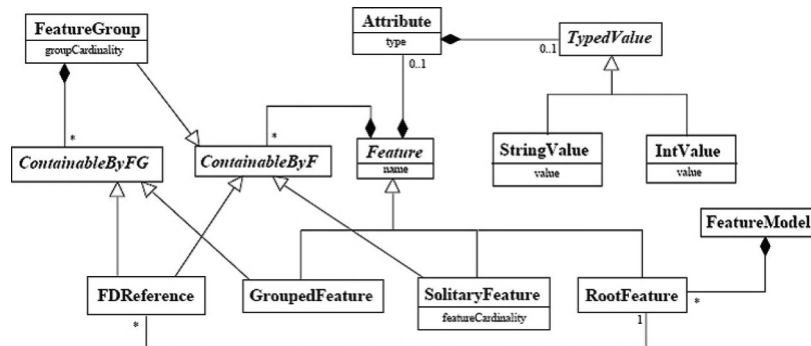 FeatureGroup
groupCardinality
Attribute
type
0..1
0..1
TypedValue
*
*
ContainableByFG
ContainableByF
Feature
name
StringValue
value
IntValue
value
FeatureModel
FDReference
GroupedFeature
SolitaryFeature
featureCardinality
RootFeature
*
*
1